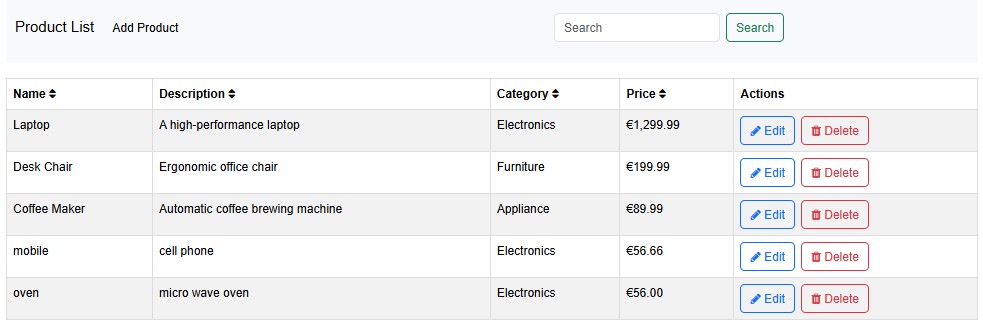 Product List Add Product Search Search
Name Description Category Price Actions
Laptop A high-performance laptop Electronics €1,299.99 Edit Delete
Desk Chair Ergonomic office chair Furniture €199.99 Edit Delete
Coffee Maker Automatic coffee brewing machine Appliance €89.99 Edit Delete
mobile cell phone Electronics €56.66 Edit Delete
oven micro wave oven Electronics €56.00 Edit Delete